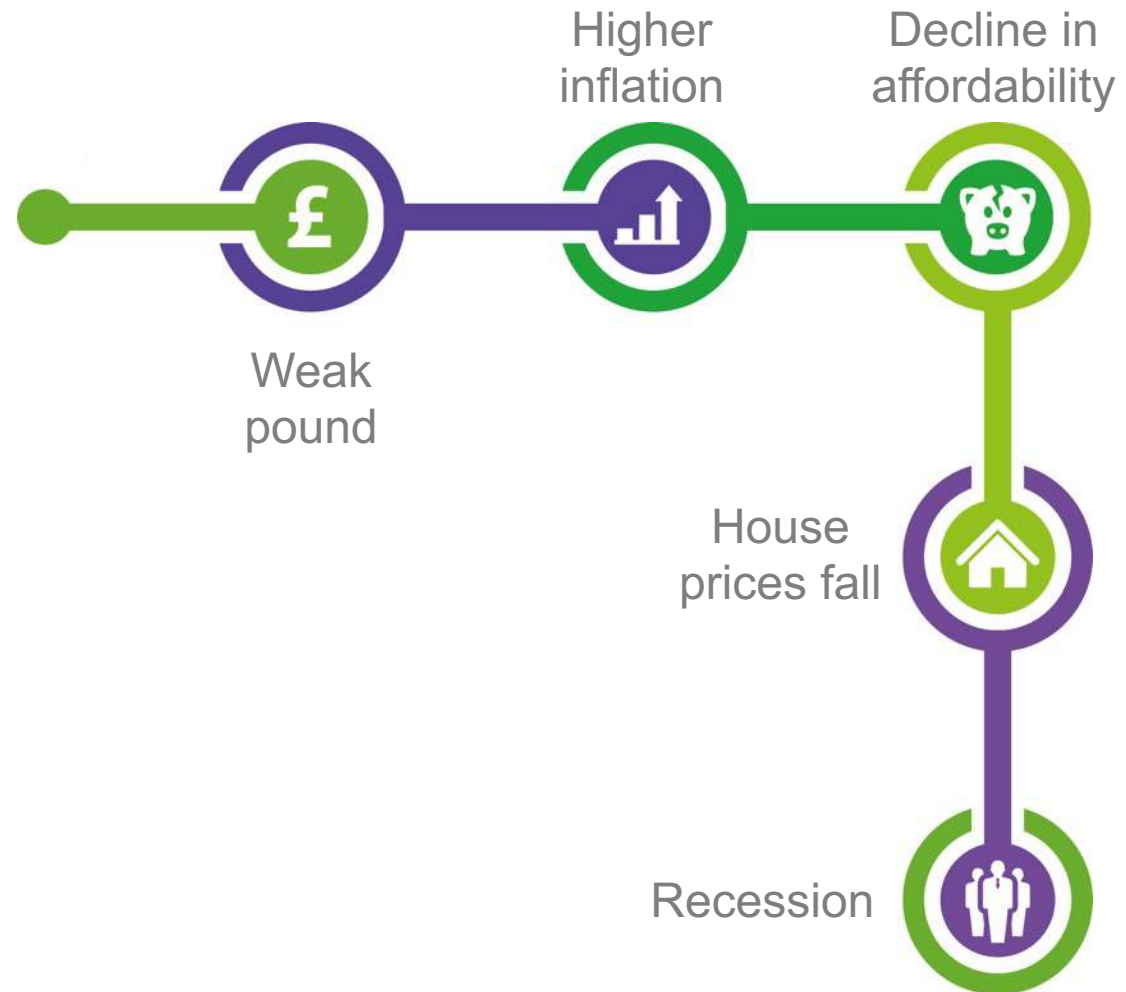 Higher
inflation
Decline in
affordability
£
Weak
pound
House
prices fall
Recession